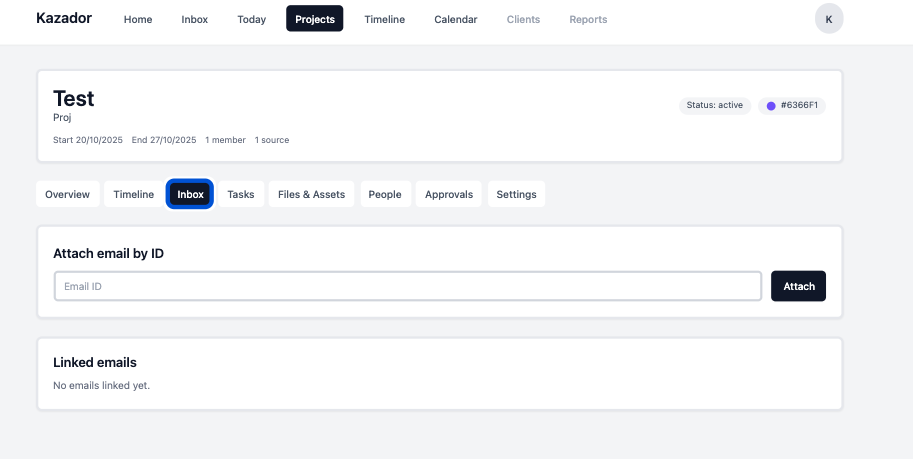 Kazador Home Inbox Today Projects Timeline Calendar Clients Reports K
Test
Proj
Status: active #6366F1
Start 20/10/2025 End 27/10/2025 1 member 1 source
Overview Timeline Inbox Tasks Files & Assets People Approvals Settings
Attach email by ID
Email ID Attach
Linked emails
No emails linked yet.